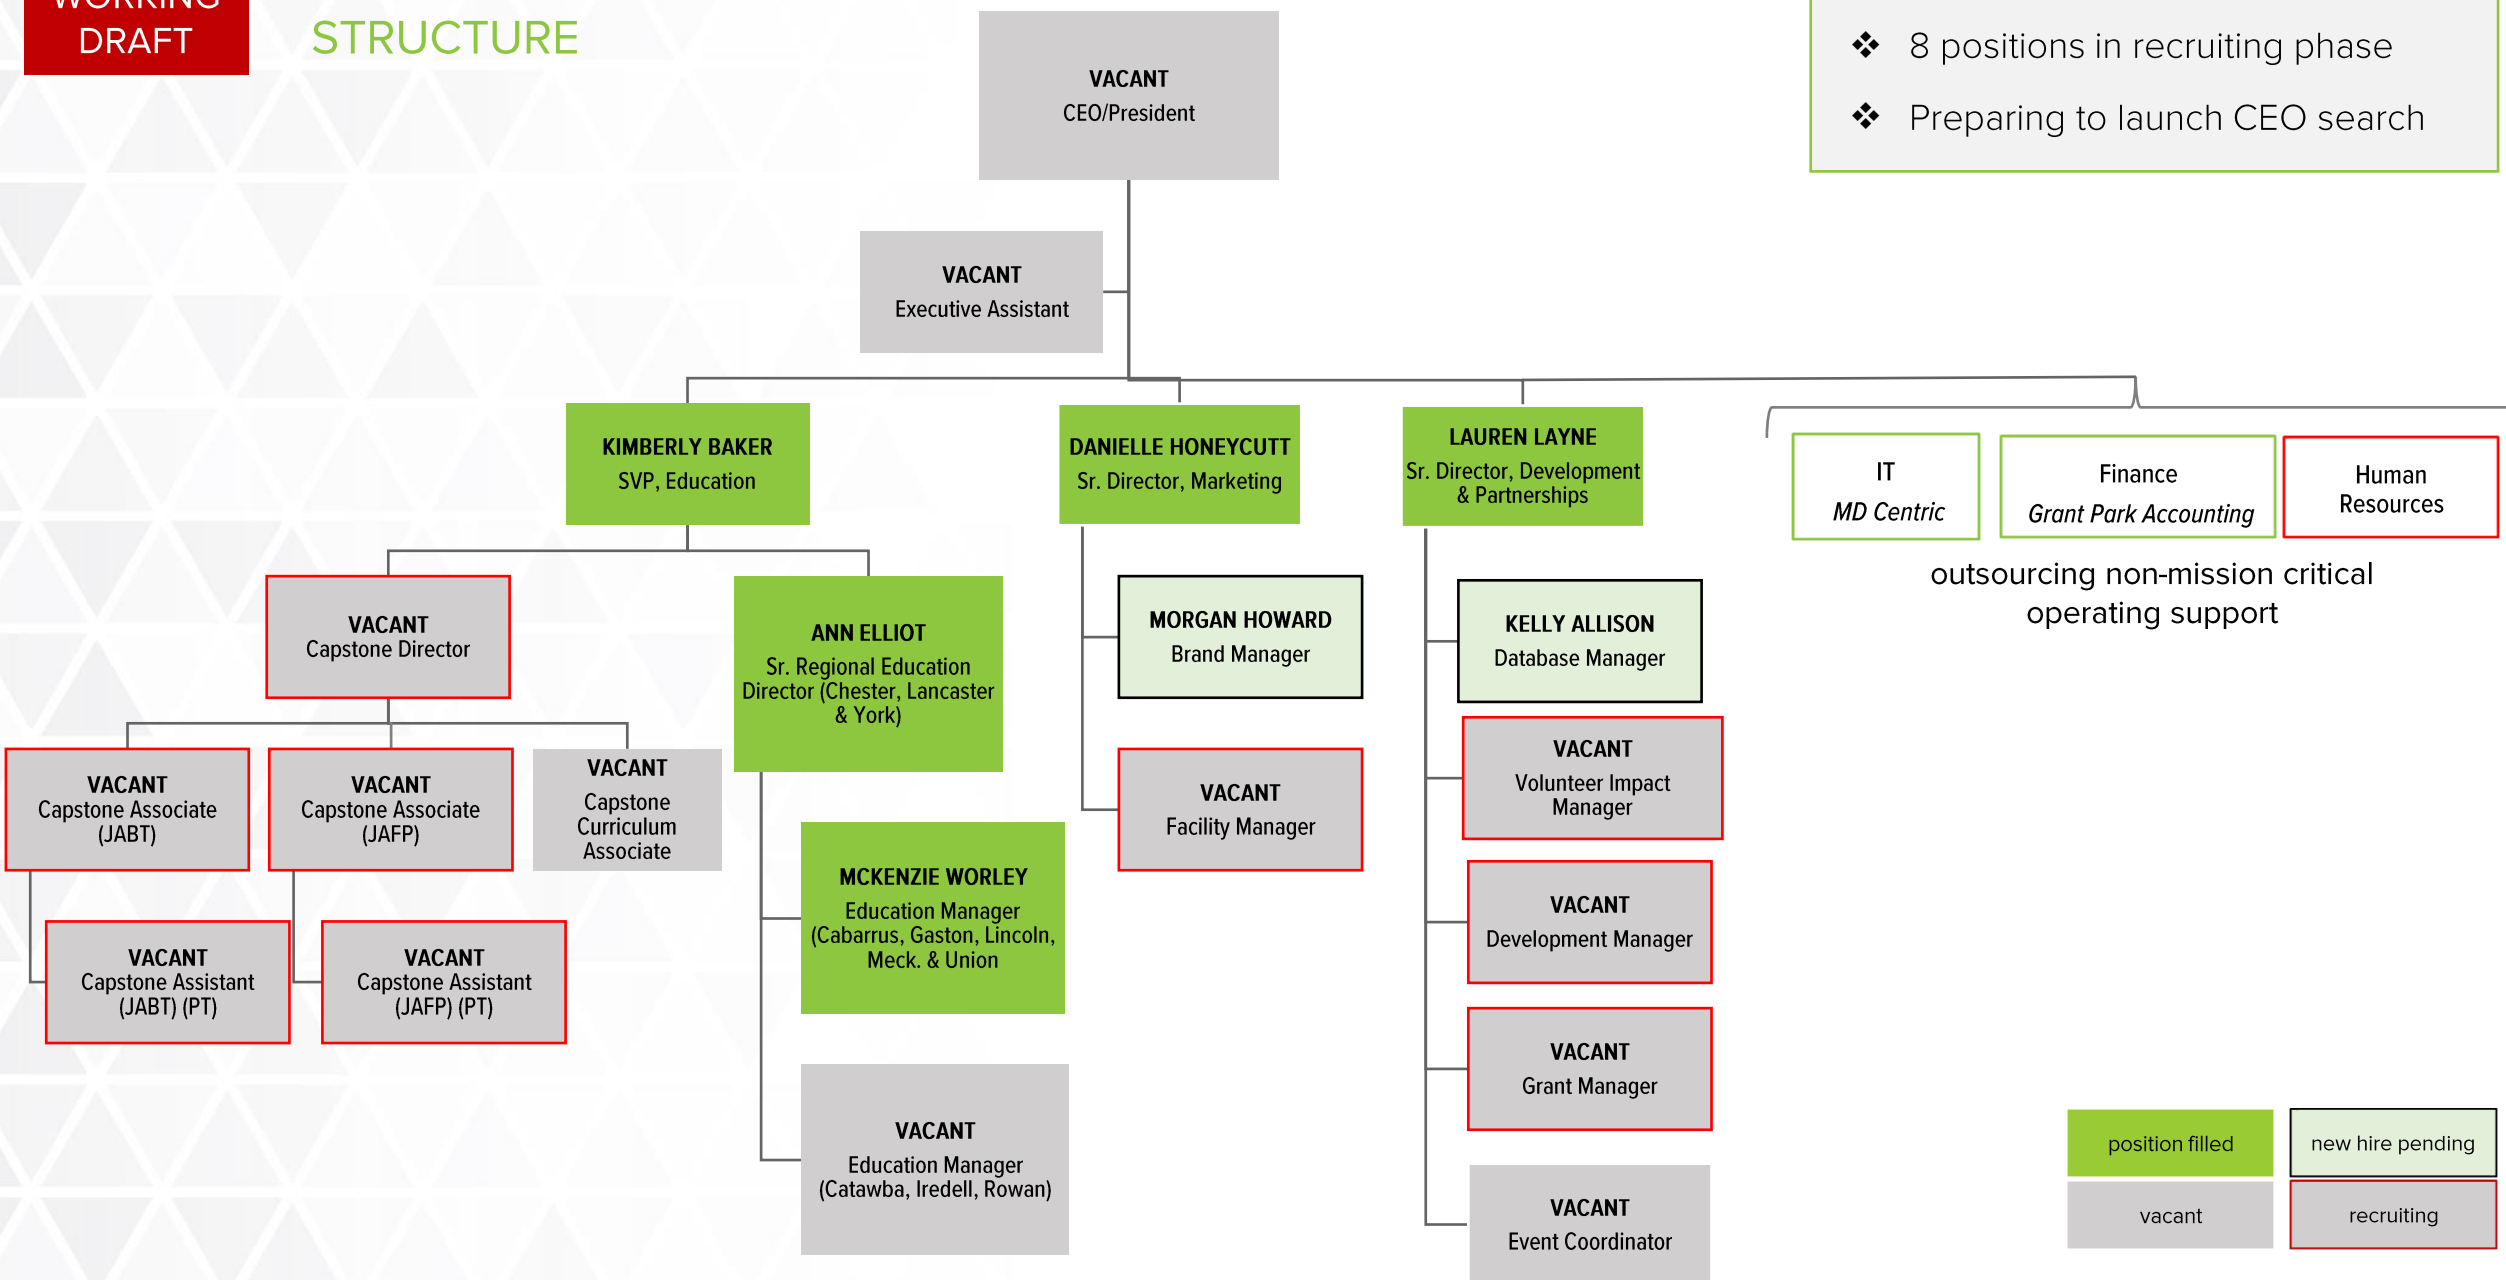 WORKING
DRAFT
STRUCTURE
❖ 8 positions in recruiting phase
❖ Preparing to launch CEO search
VACANT
CEO/President
VACANT
Executive Assistant
KIMBERLY BAKER
SVP, Education
DANIELLE HONEYCUTT
Sr. Director, Marketing
LAUREN LAYNE
Sr. Director, Development
& Partnerships
IT
MD Centric
Finance
Grant Park Accounting
Human
Resources
outsourcing non-mission critical
operating support
VACANT
Capstone Director
ANN ELLIOT
Sr. Regional Education
Director (Chester, Lancaster
& York)
MORGAN HOWARD
Brand Manager
KELLY ALLISON
Database Manager
VACANT
Capstone Associate
(JABT)
VACANT
Capstone Associate
(JAFP)
VACANT
Capstone
Curriculum
Associate
VACANT
Facility Manager
VACANT
Volunteer Impact
Manager
MCKENZIE WORLEY
Education Manager
(Cabarrus, Gaston, Lincoln,
Meck. & Union
VACANT
Development Manager
VACANT
Capstone Assistant
(JABT) (PT)
VACANT
Capstone Assistant
(JAFP) (PT)
VACANT
Grant Manager
VACANT
Education Manager
(Catawba, Iredell, Rowan)
VACANT
Event Coordinator
position filled
new hire pending
vacant
recruiting